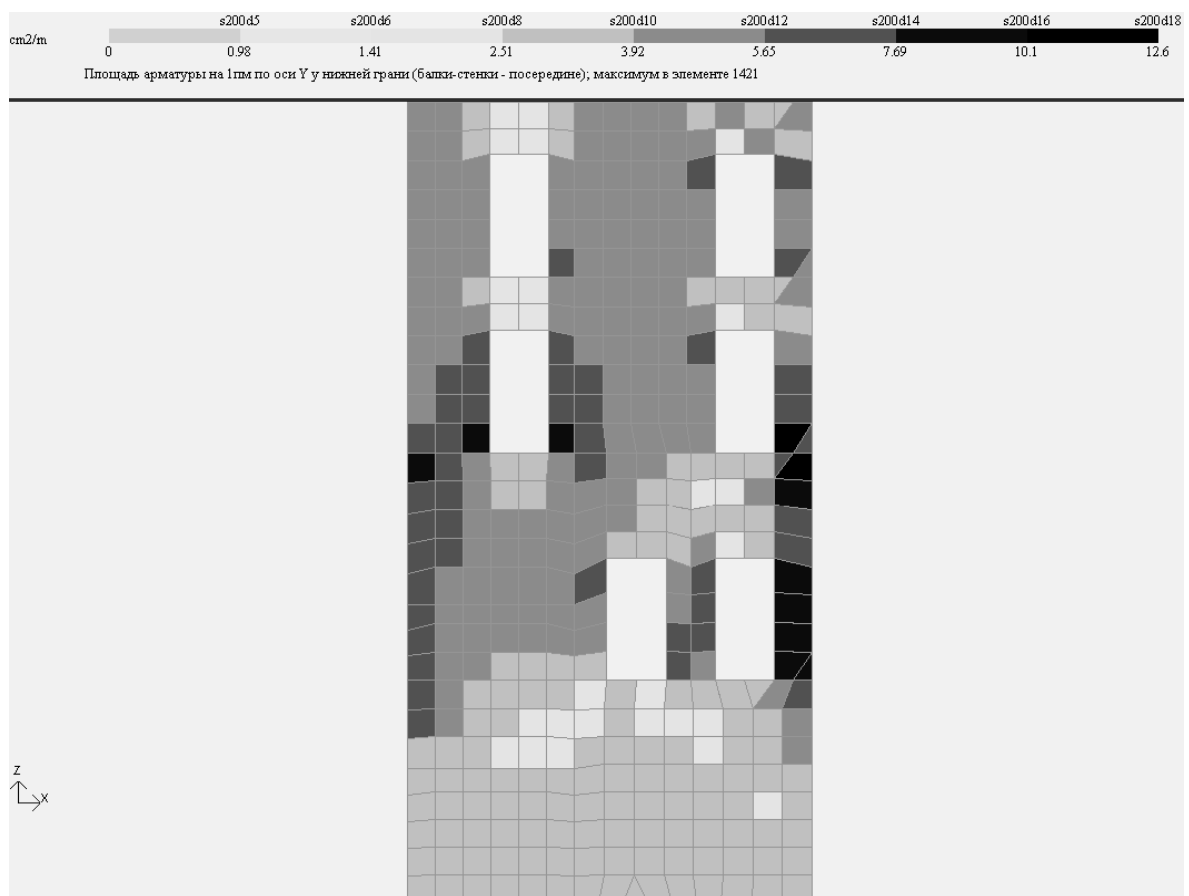 s200d5 s200d6 s200d8 s200d10 s200d12 s200d14 s200d16 s200d18
cm2/m
0 0.98 1.41 2.51 3.92 5.65 7.69 10.1 12.6
Площадь арматуры на 1пм по оси Y у нижней грани (балки-стенки - посередине); максимум в элементе 1421
Z
X